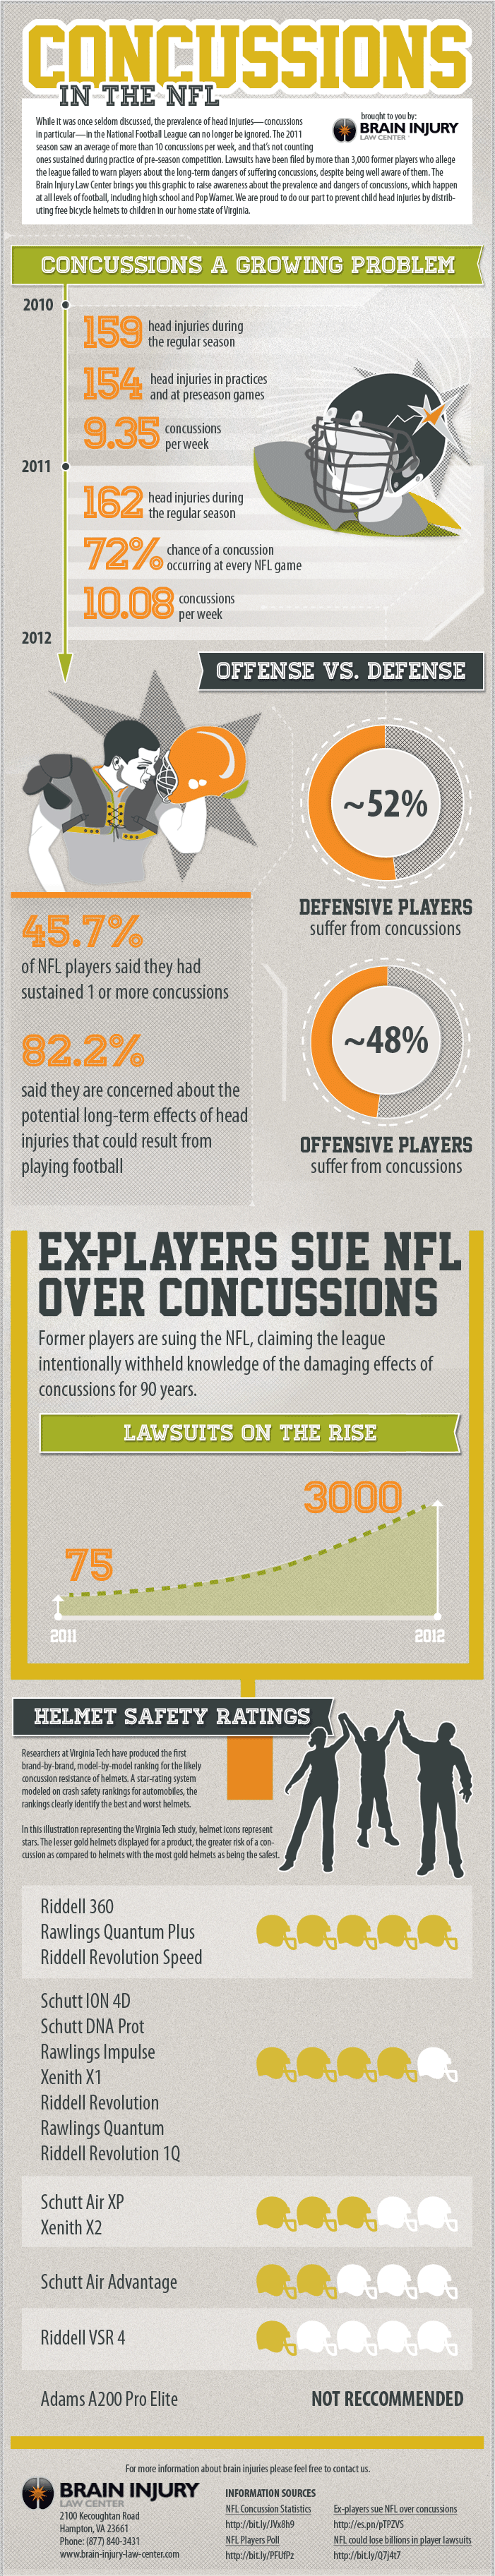 CONCUSSIONS
IN THE NFL
While it was once seldom discussed, the prevalence of head injuries—concussions
in particular—in the National Football League can no longer be ignored. The 2011
season saw an average of more than 10 concussions per week, and that's not counting
ones sustained during practice of pre-season competition. Lawsuits have been filed by more than 3,000 former players who allege
the league failed to warn players about the long-term dangers of suffering concussions, despite being well aware of them. The
Brain Injury Law Center brings you this graphic to raise awareness about the prevalence and dangers of concussions, which happen
at all levels of football, including high school and Pop Warner. We are proud to do our part to prevent child head injuries by distrib-
uting free bicycle helmets to children in our home state of Virginia.
brought to you by:
BRAIN INJURY
LAW CENTER
CONCUSSIONS A GROWING PROBLEM
2010
159 head injuries during
the regular season
154 head injuries in practices
and at preseason games
9.35 concussions
per week
2011
162 head injuries during
the regular season
72% chance of a concussion
occurring at every NFL game
10.08 concussions
per week
2012
OFFENSE VS. DEFENSE
~52%
DEFENSIVE PLAYERS
suffer from concussions
45.7%
of NFL players said they had
sustained 1 or more concussions
82.2%
said they are concerned about the
potential long-term effects of head
injuries that could result from
playing football
~48%
OFFENSIVE PLAYERS
suffer from concussions
EX-PLAYERS SUE NFL
OVER CONCUSSIONS
Former players are suing the NFL, claiming the league
intentionally withheld knowledge of the damaging effects of
concussions for 90 years.
LAWSUITS ON THE RISE
3000
75
2011
2012
HELMET SAFETY RATINGS
Researchers at Virginia Tech have produced the first
brand-by-brand, model-by-model ranking for the likely
concussion resistance of helmets. A star-rating system
modeled on crash safety rankings for automobiles, the
rankings clearly identify the best and worst helmets.
In this illustration representing the Virginia Tech study, helmet icons represent
stars. The lesser gold helmets displayed for a product, the greater risk of a con-
cussion as compared to helmets with the most gold helmets as being the safest.
Riddell 360
Rawlings Quantum Plus
Riddell Revolution Speed
Schutt ION 4D
Schutt DNA Prot
Rawlings Impulse
Xenith X1
Riddell Revolution
Rawlings Quantum
Riddell Revolution 1Q
Schutt Air XP
Xenith X2
Schutt Air Advantage
Riddell VSR 4
Adams A200 Pro Elite
NOT RECCOMMENDED
For more information about brain injuries please feel free to contact us.
BRAIN INJURY
LAW CENTER
2100 Kecoughtan Road
Hampton, VA 23661
Phone: (877) 840-3431
www.brain-injury-law-center.com
INFORMATION SOURCES
NFL Concussion Statistics
http://bit.ly/JVx8h9
NFL Players Poll
http://bit.ly/PFUfPz
Ex-players sue NFL over concussions
http://es.pn/pTPZVS
NFL could lose billions in player lawsuits
http://bit.ly/Q7j4t7